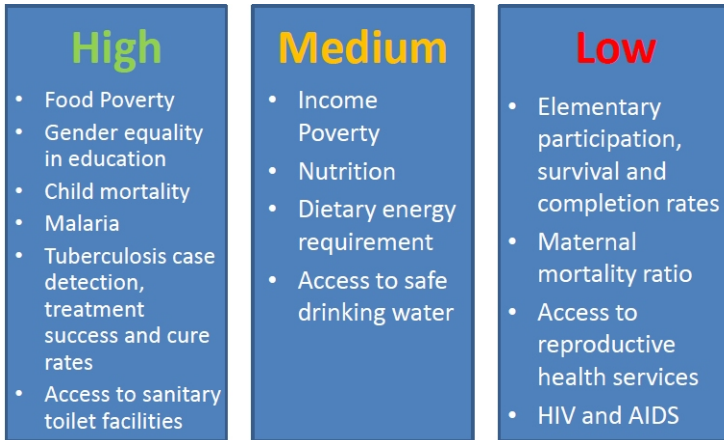 High
• Food Poverty
• Gender equality
in education
• Child mortality
• Malaria
• Tuberculosis case
detection,
treatment
success and cure
rates
• Access to sanitary
toilet facilities
Medium
• Income
Poverty
• Nutrition
• Dietary energy
requirement
• Access to safe
drinking water
Low
• Elementary
participation,
survival and
completion rates
• Maternal
mortality ratio
• Access to
reproductive
health services
• HIV and AIDS